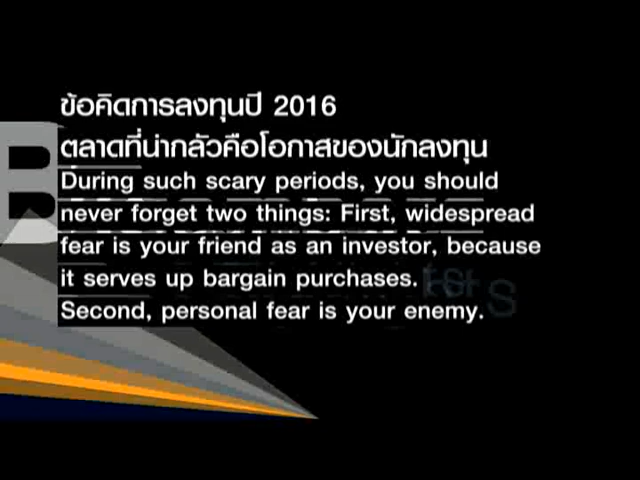 ข้อคิดการลงทุนปี 2016
ตลาดที่น่ากลัวคือโอกาสของนักลงทุน
During such scary periods, you should
never forget two things: First, widespread
fear is your friend as an investor, because
it serves up bargain purchases.
Second, personal fear is your enemy.